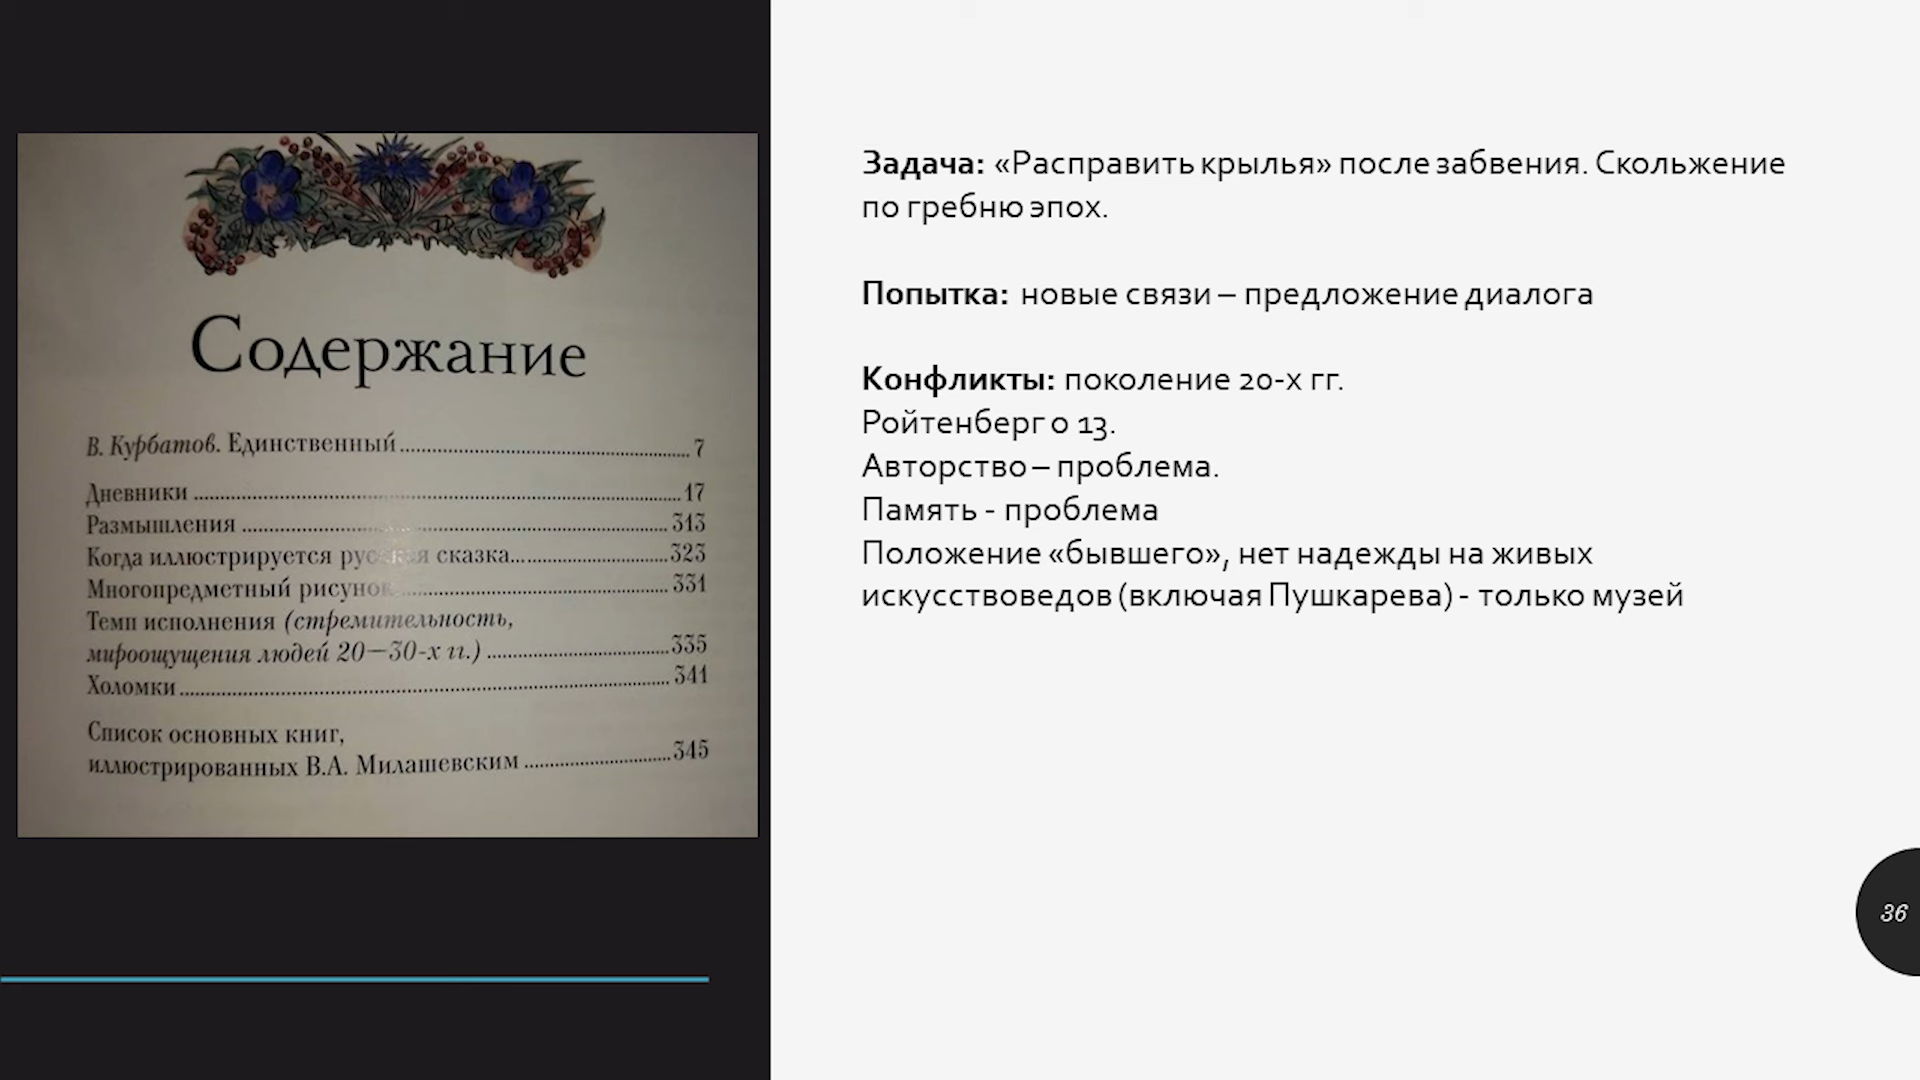 Содержание
В. Курбатов. Единственный 7
Дневники 17
Размышления 313
Когда иллюстрируется русская сказка 323
Многопредметный рисунок 331
Темп исполнения (стремительность,
мироощущения людей 20—30-х гг.) 335
Холомки 341
Список основных книг,
иллюстрированных В.А. Милашевским 345
Задача: «Расправить крылья» после забвения. Скольжение
по гребню эпох.
Попытка: новые связи – предложение диалога
Конфликты: поколение 20-х гг.
Ройтенберг о 13.
Авторство – проблема.
Память - проблема
Положение «бывшего», нет надежды на живых
искусствоведов (включая Пушкарева) - только музей
36